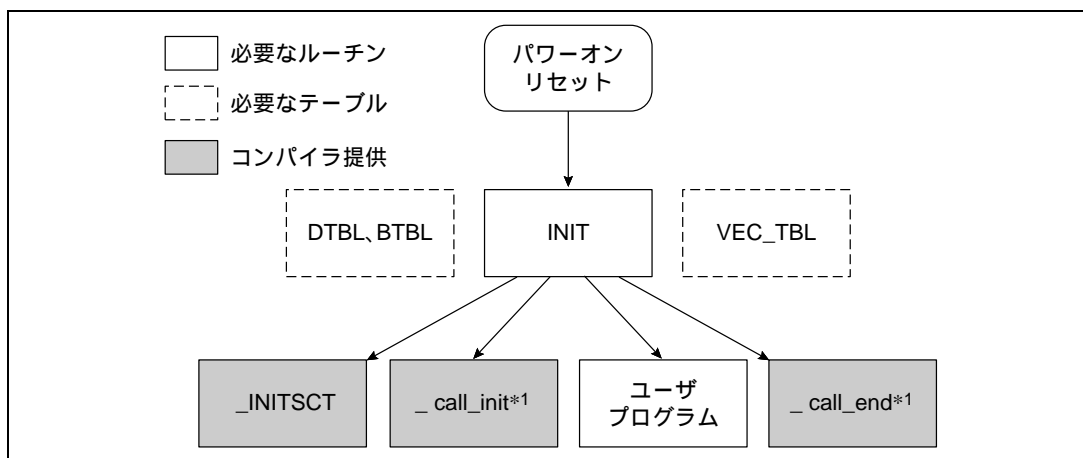 必要なルーチン
必要なテーブル
コンパイラ提供
パワーオン
リセット
DTBL、BTBL
INIT
VEC_TBL
_INITSCT
_ call_init*1
ユーザ
プログラム
_ call_end*1